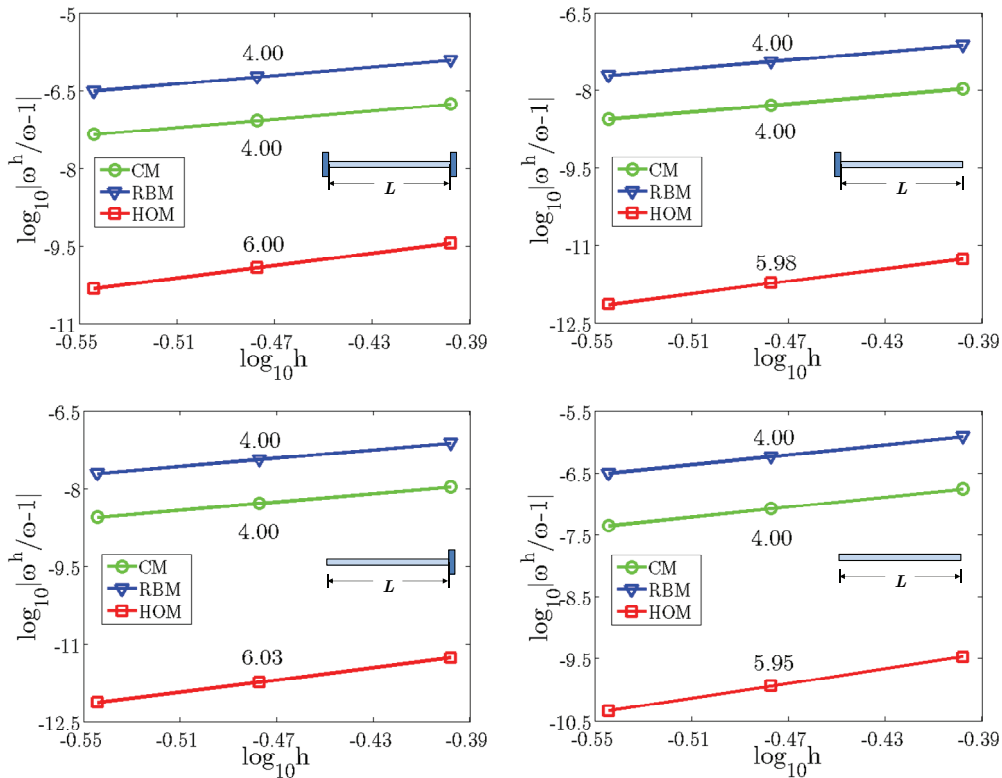 -5
-6.5
-8
-9.5
-11
log10|ω^h/ω-1|
4.00
4.00
6.00
CM
RBM
HOM
L
-0.55 -0.51 -0.47 -0.43 -0.39
log10h
-6.5
-8
-9.5
-11
-12.5
log10|ω^h/ω-1|
4.00
4.00
5.98
CM
RBM
HOM
L
-0.55 -0.51 -0.47 -0.43 -0.39
log10h
-6.5
-8
-9.5
-11
-12.5
log10|ω^h/ω-1|
4.00
4.00
6.03
CM
RBM
HOM
L
-0.55 -0.51 -0.47 -0.43 -0.39
log10h
-5.5
-6.5
-7.5
-8.5
-9.5
-10.5
log10|ω^h/ω-1|
4.00
4.00
5.95
CM
RBM
HOM
L
-0.55 -0.51 -0.47 -0.43 -0.39
log10h